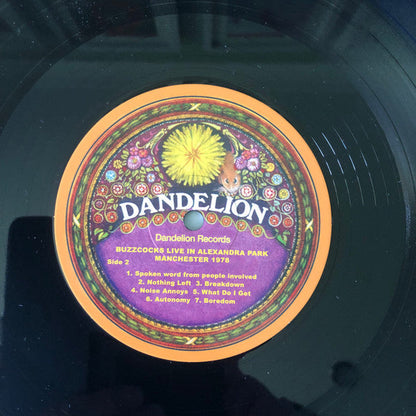 DANDELION
Dandelion Records
BUZZCOCKS LIVE IN ALEXANDRA PARK
MANCHESTER 1978
Side 2
1. Spoken word from people involved
2. Nothing Left 3. Breakdown
4. Noise Annoys 5. What Do I Get
6. Autonomy 7. Boredom